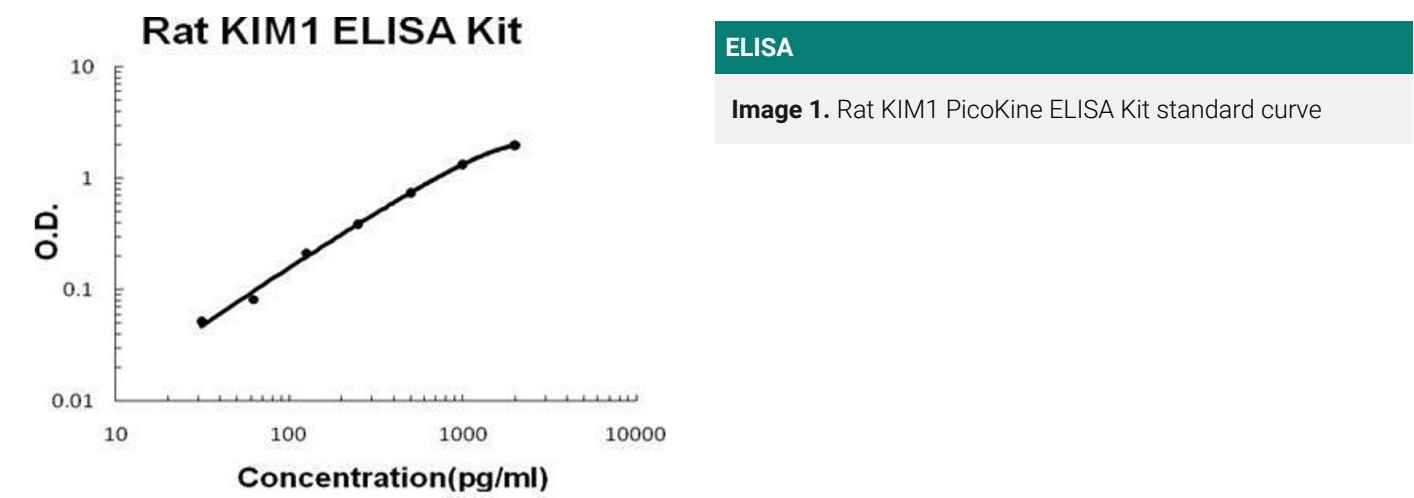 Rat KIM1 ELISA Kit
10
1
0.1
0.01
O.D.
10 100 1000 10000
Concentration(pg/ml)
ELISA
Image 1. Rat KIM1 PicoKine ELISA Kit standard curve